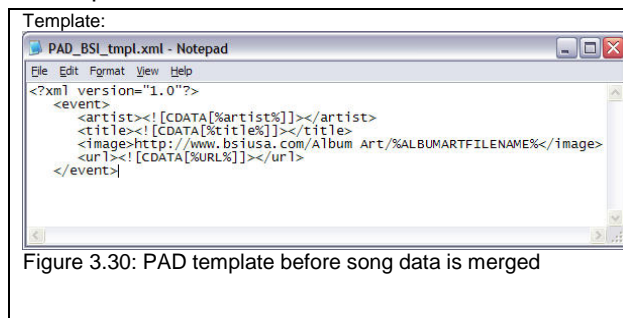 Template:
PAD_BSI_tmpl.xml - Notepad
File Edit Format View Help
<?xml version="1.0"?>
<event>
<artist><![CDATA[%artist%]]></artist>
<title><![CDATA[%title%]]></title>
<image>http://www.bsiusa.com/Album Art/%ALBUMARTFILENAME%</image>
<url><![CDATA[%URL%]]></url>
</event>
Figure 3.30: PAD template before song data is merged